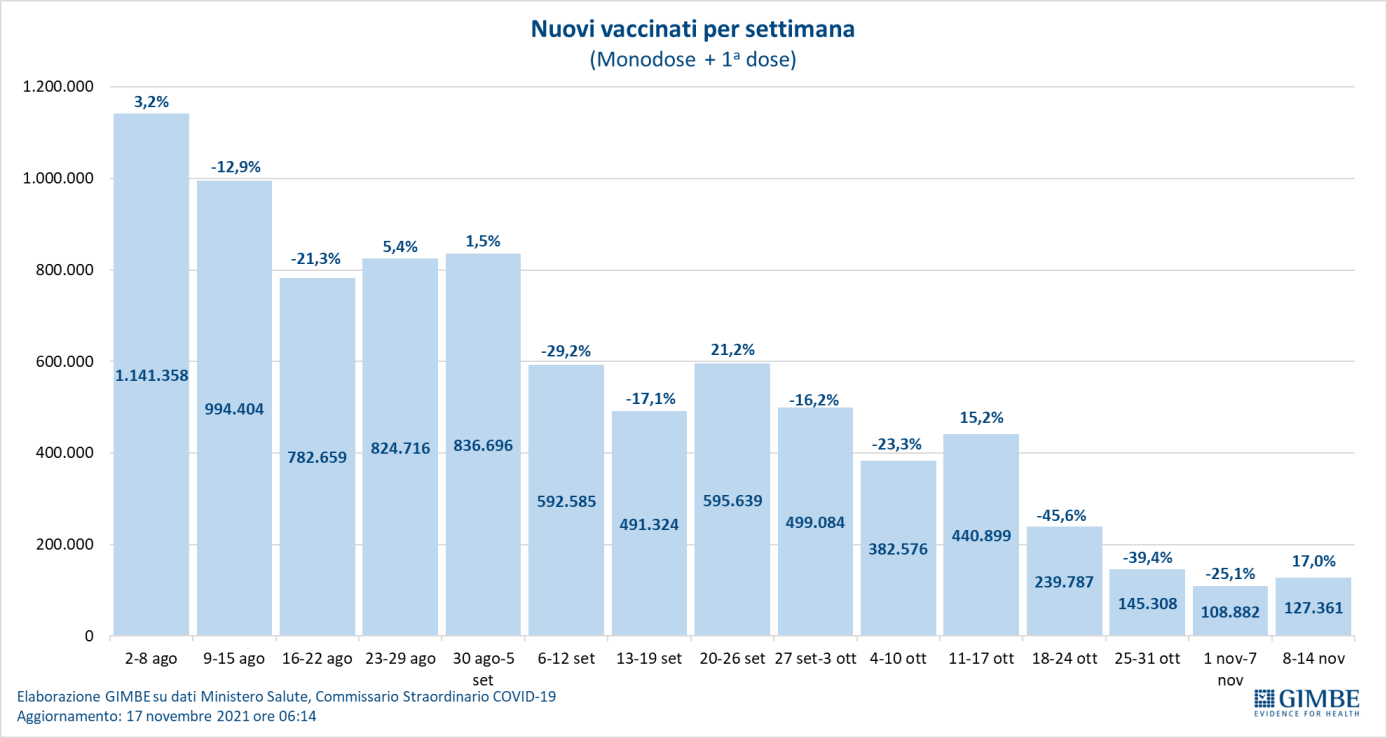 Nuovi vaccinati per settimana
(Monodose + 1ª dose)
1.200.000
1.000.000
800.000
600.000
400.000
200.000
0
3,2%
-12,9%
-21,3%
5,4%
1,5%
-29,2%
-17,1%
21,2%
-16,2%
-23,3%
15,2%
-45,6%
-39,4%
-25,1%
17,0%
1.141.358
994.404
782.659
824.716
836.696
592.585
491.324
595.639
499.084
382.576
440.899
239.787
145.308
108.882
127.361
2-8 ago
9-15 ago
16-22 ago
23-29 ago
30 ago-5
set
6-12 set
13-19 set
20-26 set
27 set-3 ott
4-10 ott
11-17 ott
18-24 ott
25-31 ott
1 nov-7
nov
8-14 nov
Elaborazione GIMBE su dati Ministero Salute, Commissario Straordinario COVID-19
Aggiornamento: 17 novembre 2021 ore 06:14
GIMBE
EVIDENCE FOR HEALTH